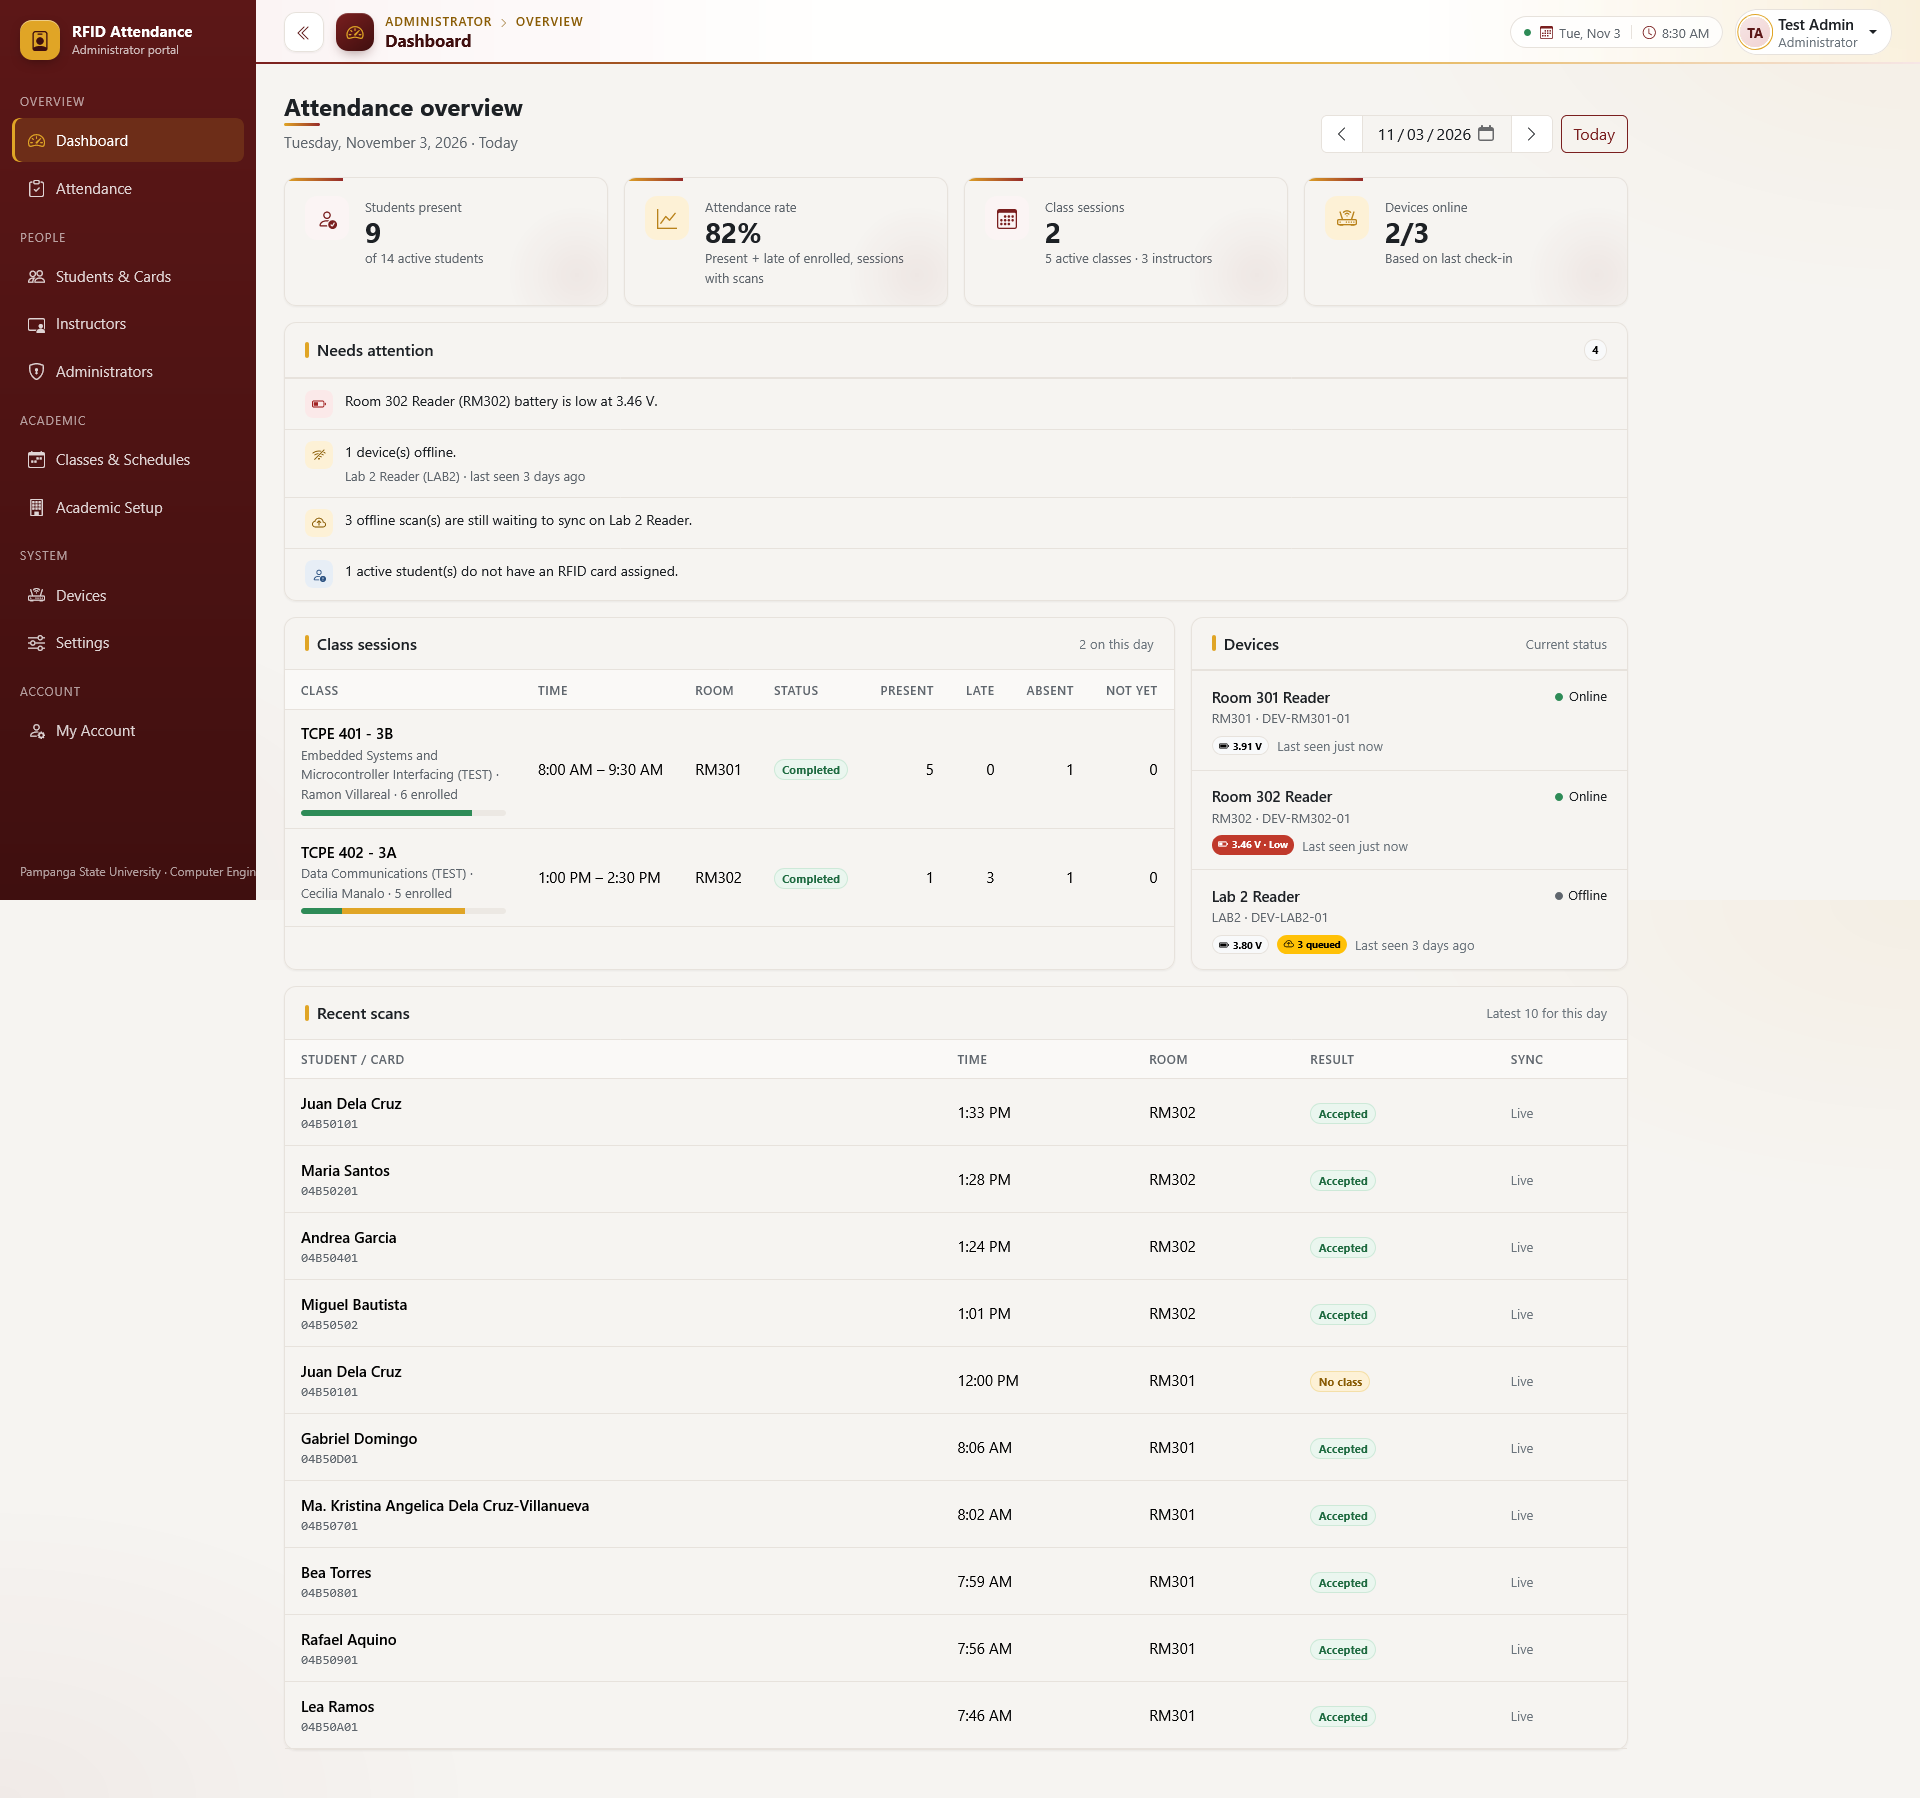 RFID Attendance
Administrator portal
OVERVIEW
Dashboard
Attendance
PEOPLE
Students & Cards
Instructors
Administrators
ACADEMIC
Classes & Schedules
Academic Setup
SYSTEM
Devices
Settings
ACCOUNT
My Account
Pampanga State University · Computer Engin
ADMINISTRATOR > OVERVIEW
Dashboard
Tue, Nov 3
8:30 AM
TA
Test Admin
Administrator
Attendance overview
Tuesday, November 3, 2026 · Today
11/03/2026
Today
Students present
9
of 14 active students
Attendance rate
82%
Present + late of enrolled, sessions
with scans
Class sessions
2
5 active classes · 3 instructors
Devices online
2/3
Based on last check-in
Needs attention
4
Room 302 Reader (RM302) battery is low at 3.46 V.
1 device(s) offline.
Lab 2 Reader (LAB2) · last seen 3 days ago
3 offline scan(s) are still waiting to sync on Lab 2 Reader.
1 active student(s) do not have an RFID card assigned.
Class sessions
2 on this day
CLASS TIME ROOM STATUS PRESENT LATE ABSENT NOT YET
TCPE 401 - 3B
Embedded Systems and
Microcontroller Interfacing (TEST) ·
Ramon Villareal · 6 enrolled
8:00 AM – 9:30 AM RM301 Completed 5 0 1 0
TCPE 402 - 3A
Data Communications (TEST) ·
Cecilia Manalo · 5 enrolled
1:00 PM – 2:30 PM RM302 Completed 1 3 1 0
Devices
Current status
Room 301 Reader
Online
RM301 · DEV-RM301-01
3.91 V Last seen just now
Room 302 Reader
Online
RM302 · DEV-RM302-01
3.46 V · Low Last seen just now
Lab 2 Reader
Offline
LAB2 · DEV-LAB2-01
3.80 V 3 queued Last seen 3 days ago
Recent scans
Latest 10 for this day
STUDENT / CARD TIME ROOM RESULT SYNC
Juan Dela Cruz
04B50101
1:33 PM RM302 Accepted Live
Maria Santos
04B50201
1:28 PM RM302 Accepted Live
Andrea Garcia
04B50401
1:24 PM RM302 Accepted Live
Miguel Bautista
04B50502
1:01 PM RM302 Accepted Live
Juan Dela Cruz
04B50101
12:00 PM RM301 No class Live
Gabriel Domingo
04B50D01
8:06 AM RM301 Accepted Live
Ma. Kristina Angelica Dela Cruz-Villanueva
04B50701
8:02 AM RM301 Accepted Live
Bea Torres
04B50801
7:59 AM RM301 Accepted Live
Rafael Aquino
04B50901
7:56 AM RM301 Accepted Live
Lea Ramos
04B50A01
7:46 AM RM301 Accepted Live